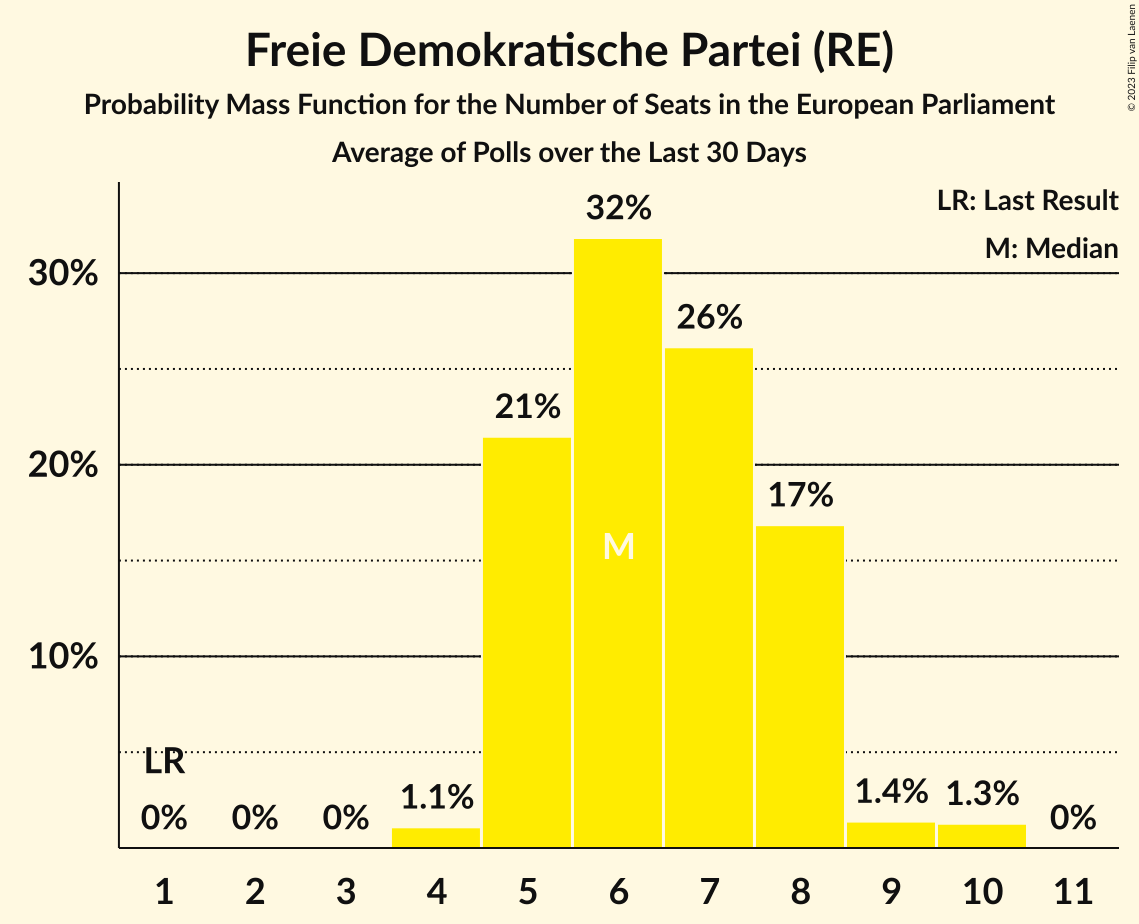 Freie Demokratische Partei (RE)
Probability Mass Function for the Number of Seats in the European Parliament
Average of Polls over the Last 30 Days
© 2023 Filip van Laenen
LR: Last Result
M: Median
32%
30%
26%
21%
20%
17%
M
10%
LR
0%
0%
0%
1.1%
1.4%
1.3%
0%
1 2 3 4 5 6 7 8 9 10 11